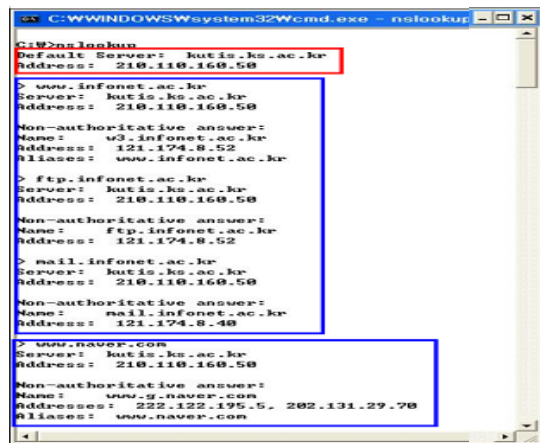 C:₩WINDOWS₩system32₩cmd.exe - nslookup
C:₩>nslookup
Default Server:  kutis.ks.ac.kr
Address:  210.110.160.50
> www.infonet.ac.kr
Server:  kutis.ks.ac.kr
Address:  210.110.160.50
Non-authoritative answer:
Name:    w3.infonet.ac.kr
Address:  121.174.8.52
Aliases:  www.infonet.ac.kr
> ftp.infonet.ac.kr
Server:  kutis.ks.ac.kr
Address:  210.110.160.50
Non-authoritative answer:
Name:    ftp.infonet.ac.kr
Address:  121.174.8.52
> mail.infonet.ac.kr
Server:  kutis.ks.ac.kr
Address:  210.110.160.50
Non-authoritative answer:
Name:    mail.infonet.ac.kr
Address:  121.174.8.40
> www.naver.com
Server:  kutis.ks.ac.kr
Address:  210.110.160.50
Non-authoritative answer:
Name:    www.g.naver.com
Addresses:  222.122.195.5, 202.131.29.70
Aliases:  www.naver.com